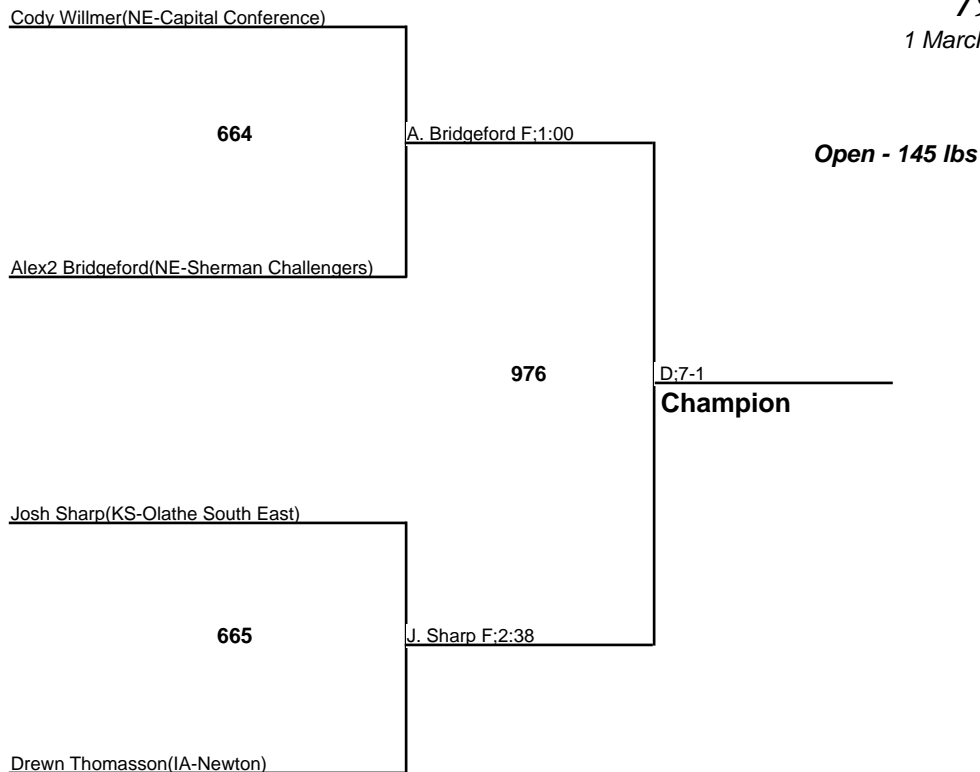 Cody Willmer(NE-Capital Conference)
1 March
664
A. Bridgeford F;1:00
Open - 145 lbs
Alex2 Bridgeford(NE-Sherman Challengers)
976
D;7-1
Champion
Josh Sharp(KS-Olathe South East)
665
J. Sharp F;2:38
Drewn Thomasson(IA-Newton)